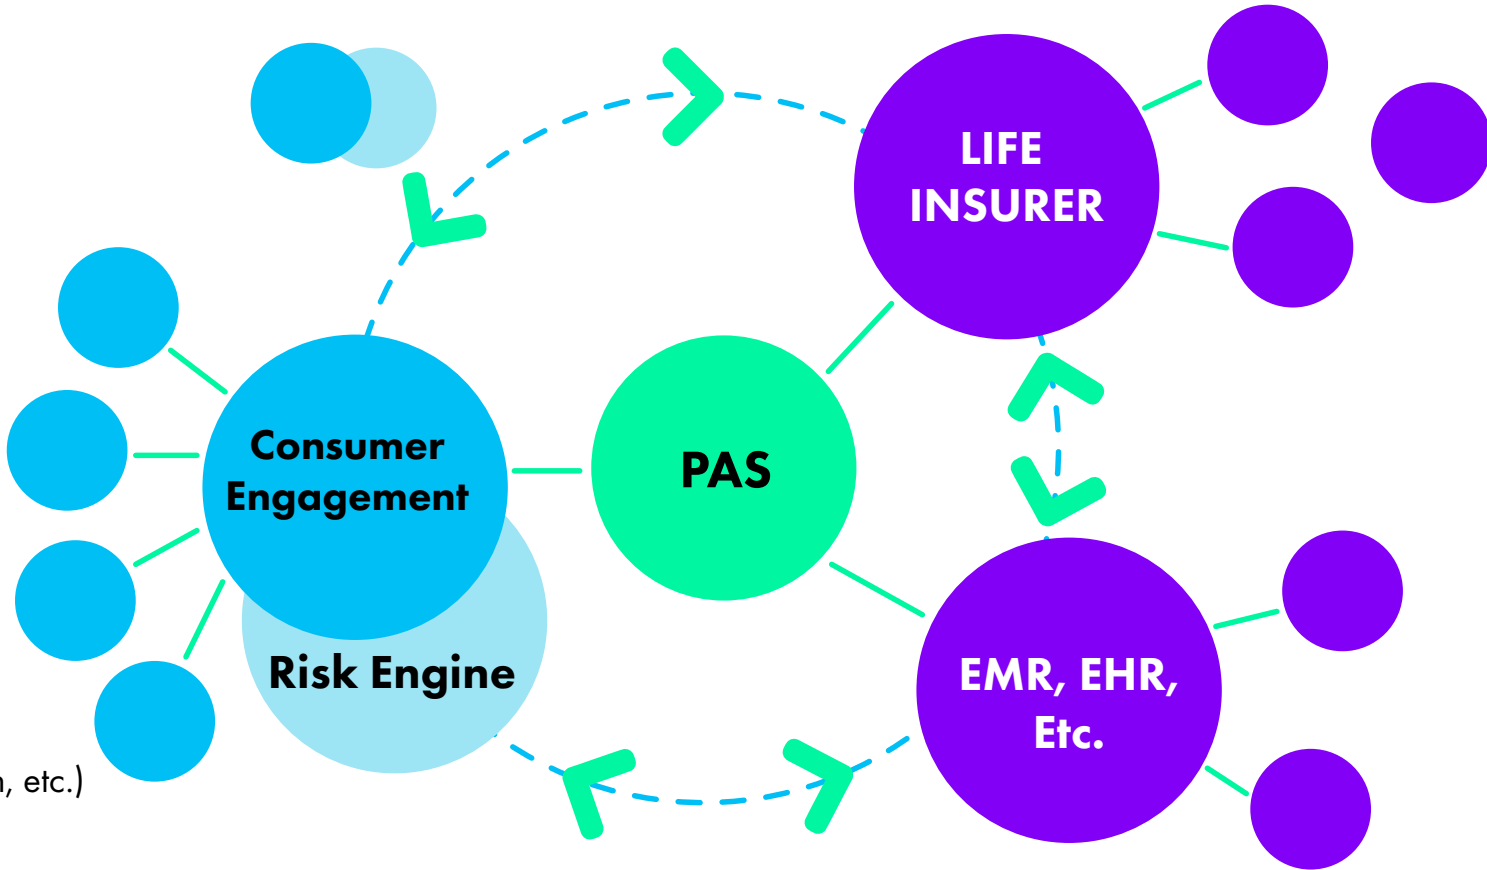 LIFE
INSURER
Consumer
Engagement
PAS
Risk Engine
EMR, EHR,
Etc.
, etc.)